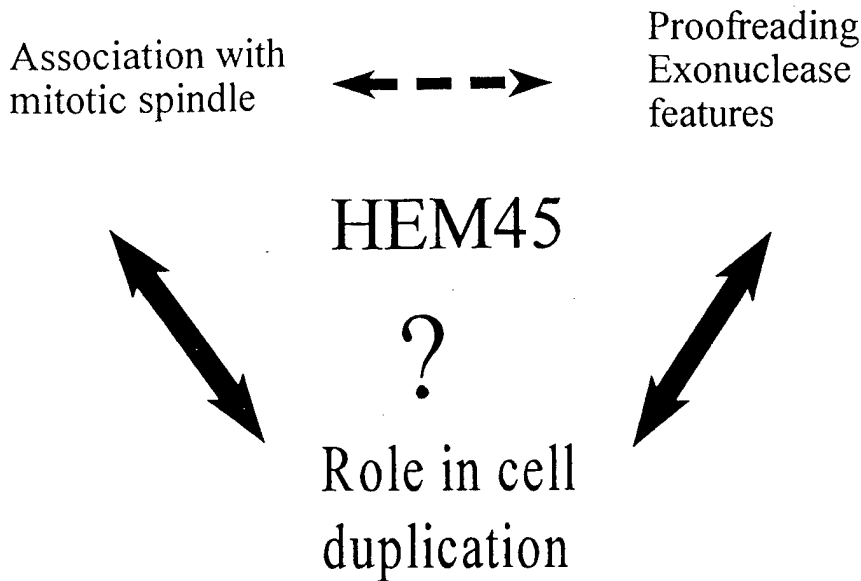 Association with
mitotic spindle
Proofreading
Exonuclease
features
HEM45
?
Role in cell
duplication